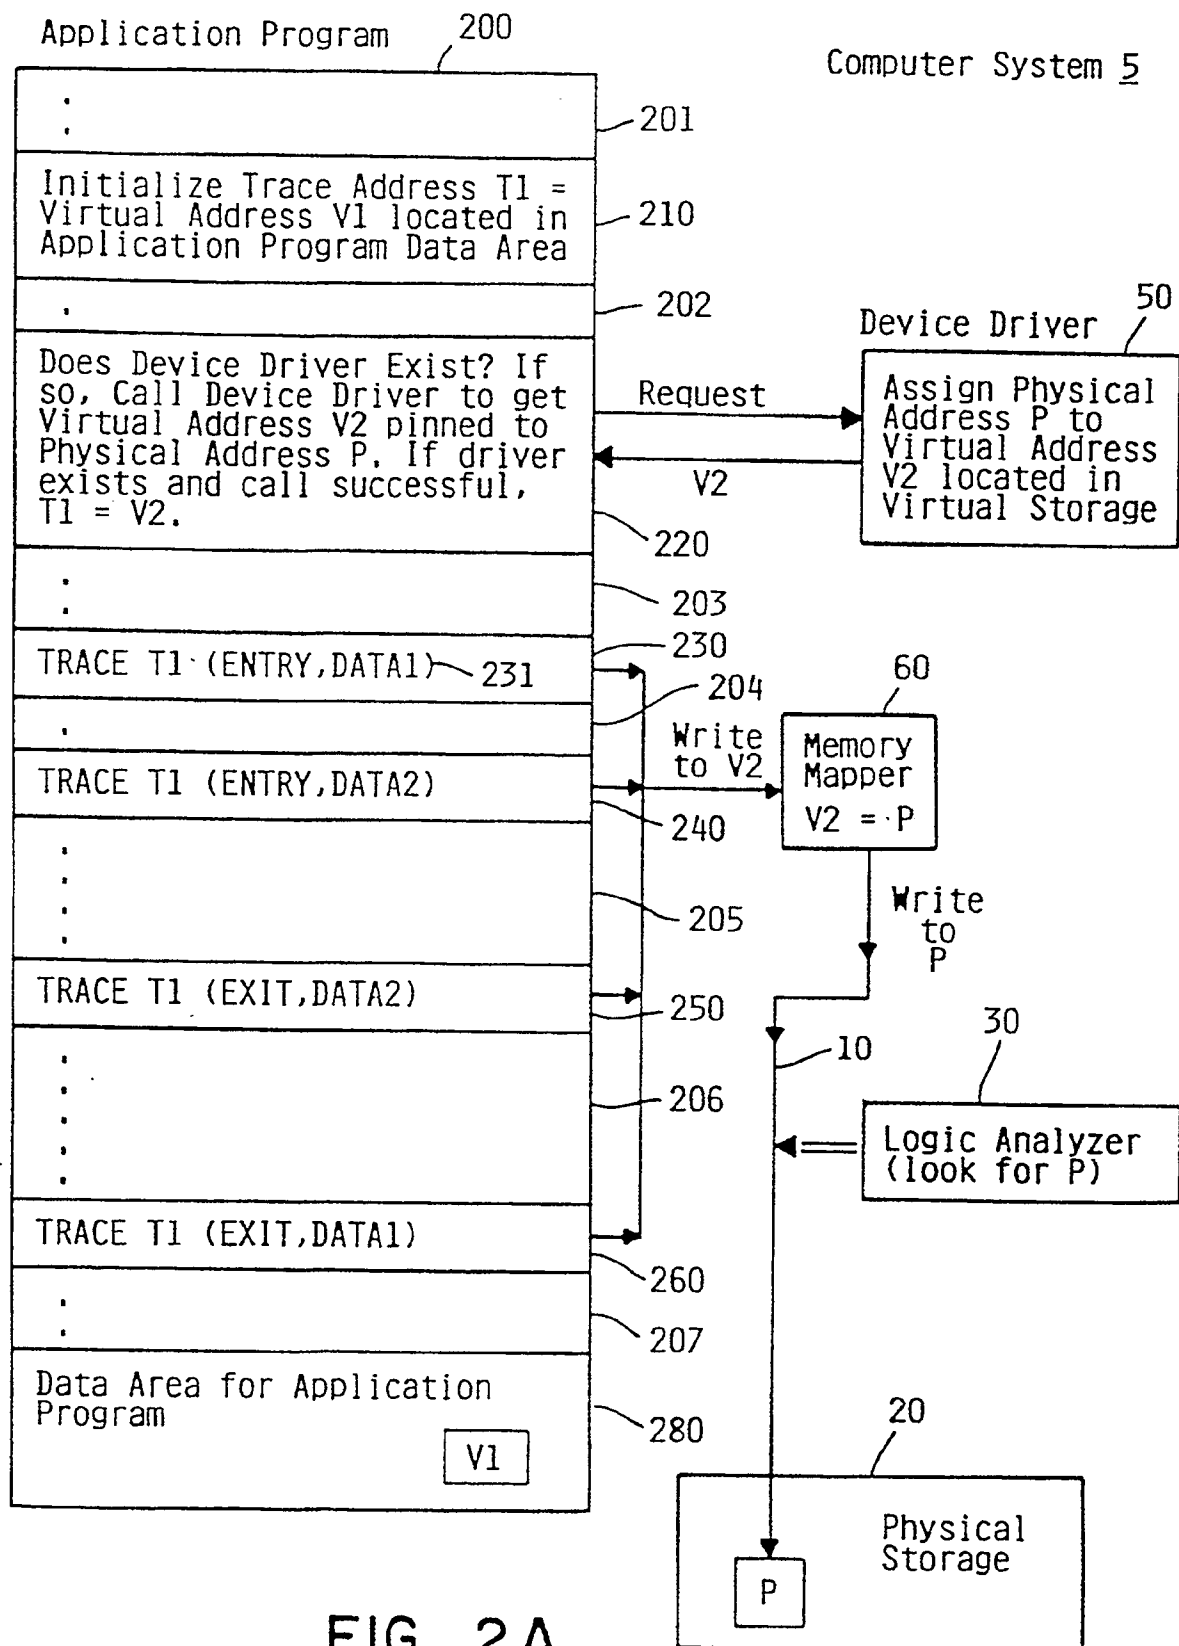 Application Program
200
Computer System 5
201
Initialize Trace Address T1 =
Virtual Address V1 located in
Application Program Data Area
210
202
Does Device Driver Exist? If
so, Call Device Driver to get
Virtual Address V2 pinned to
Physical Address P. If driver
exists and call successful,
T1 = V2.
220
Request
V2
Device Driver
50
Assign Physical
Address P to
Virtual Address
V2 located in
Virtual Storage
203
TRACE T1 (ENTRY,DATA1)
231
230
204
TRACE T1 (ENTRY,DATA2)
240
Write
to V2
60
Memory
Mapper
V2 = P
205
Write
to
P
TRACE T1 (EXIT,DATA2)
250
10
30
Logic Analyzer
(look for P)
206
TRACE T1 (EXIT,DATA1)
260
207
Data Area for Application
Program
V1
280
20
Physical
Storage
P
FIG. 2A